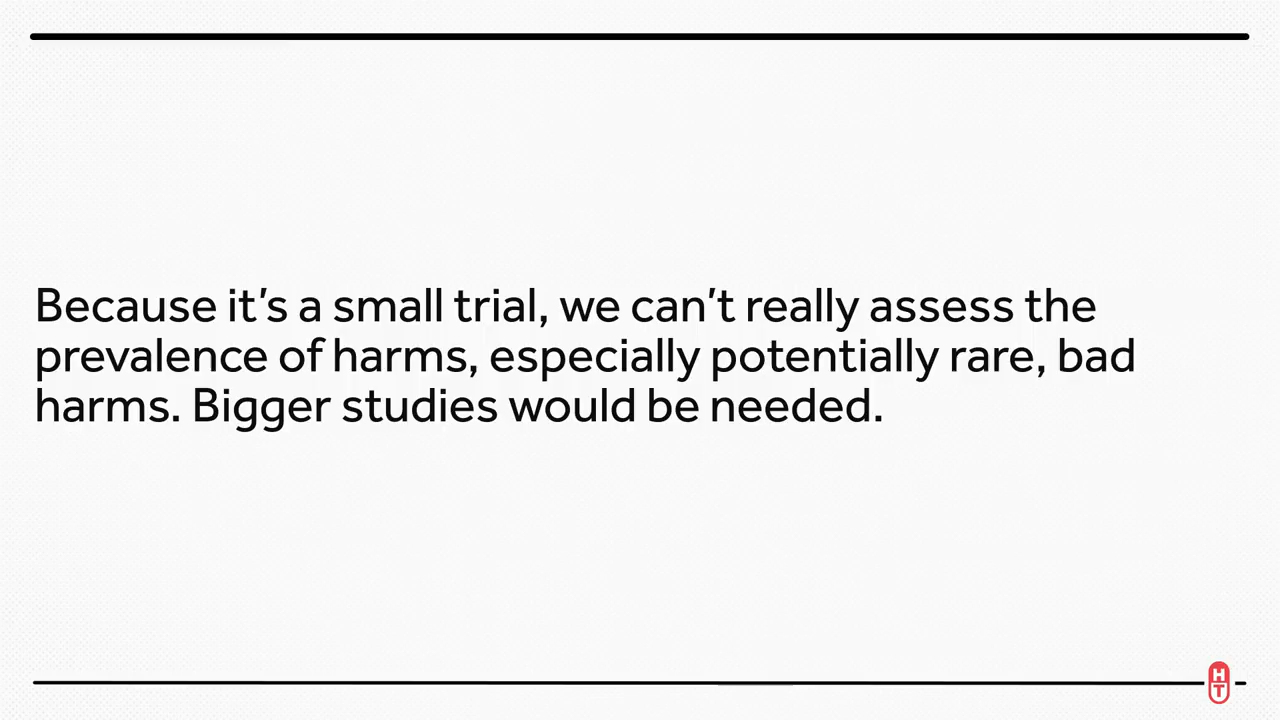 Because it’s a small trial, we can’t really assess the
prevalence of harms, especially potentially rare, bad
harms. Bigger studies would be needed.
H
T